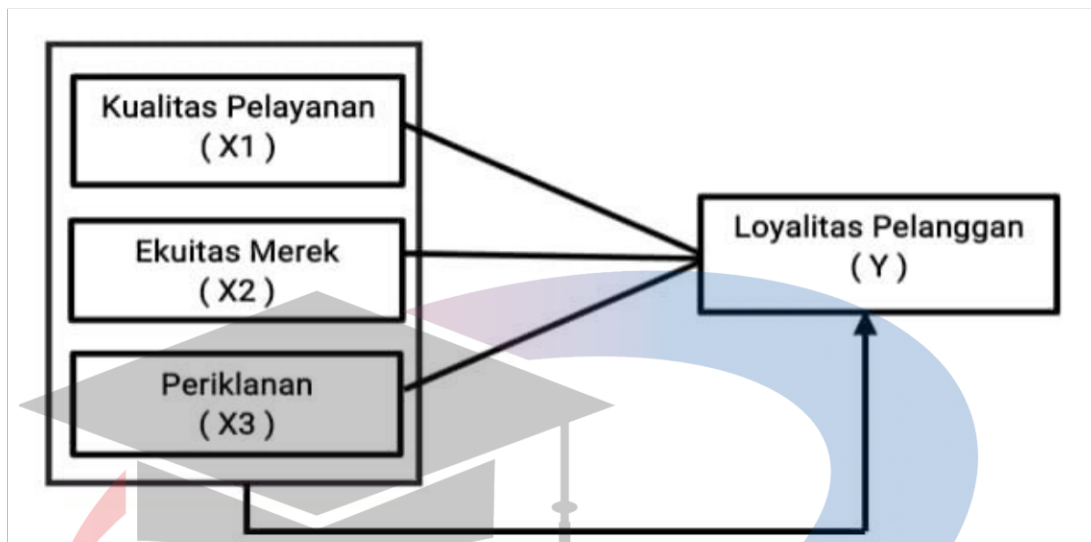 Kualitas Pelayanan
( X1 )
Ekuitas Merek
( X2 )
Periklanan
( X3 )
Loyalitas Pelanggan
( Y )